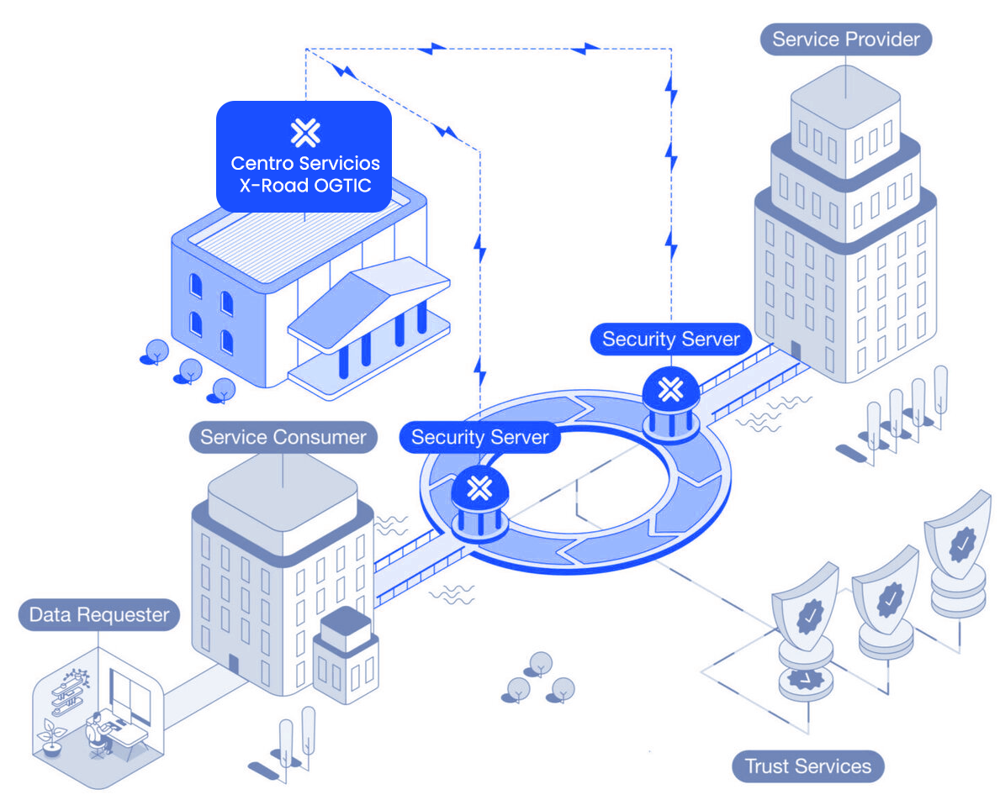 Service Provider
Centro Servicios
X-Road OGTIC
Security Server
Service Consumer
Security Server
Data Requester
Trust Services